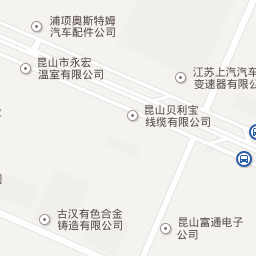 浦项奥斯特姆
汽车配件公司
昆山市永宏
温室有限公司
江苏上汽汽车
变速器有限公
昆山贝利宝
线缆有限公司
古汉有色合金
铸造有限公司
昆山富通电子
公司